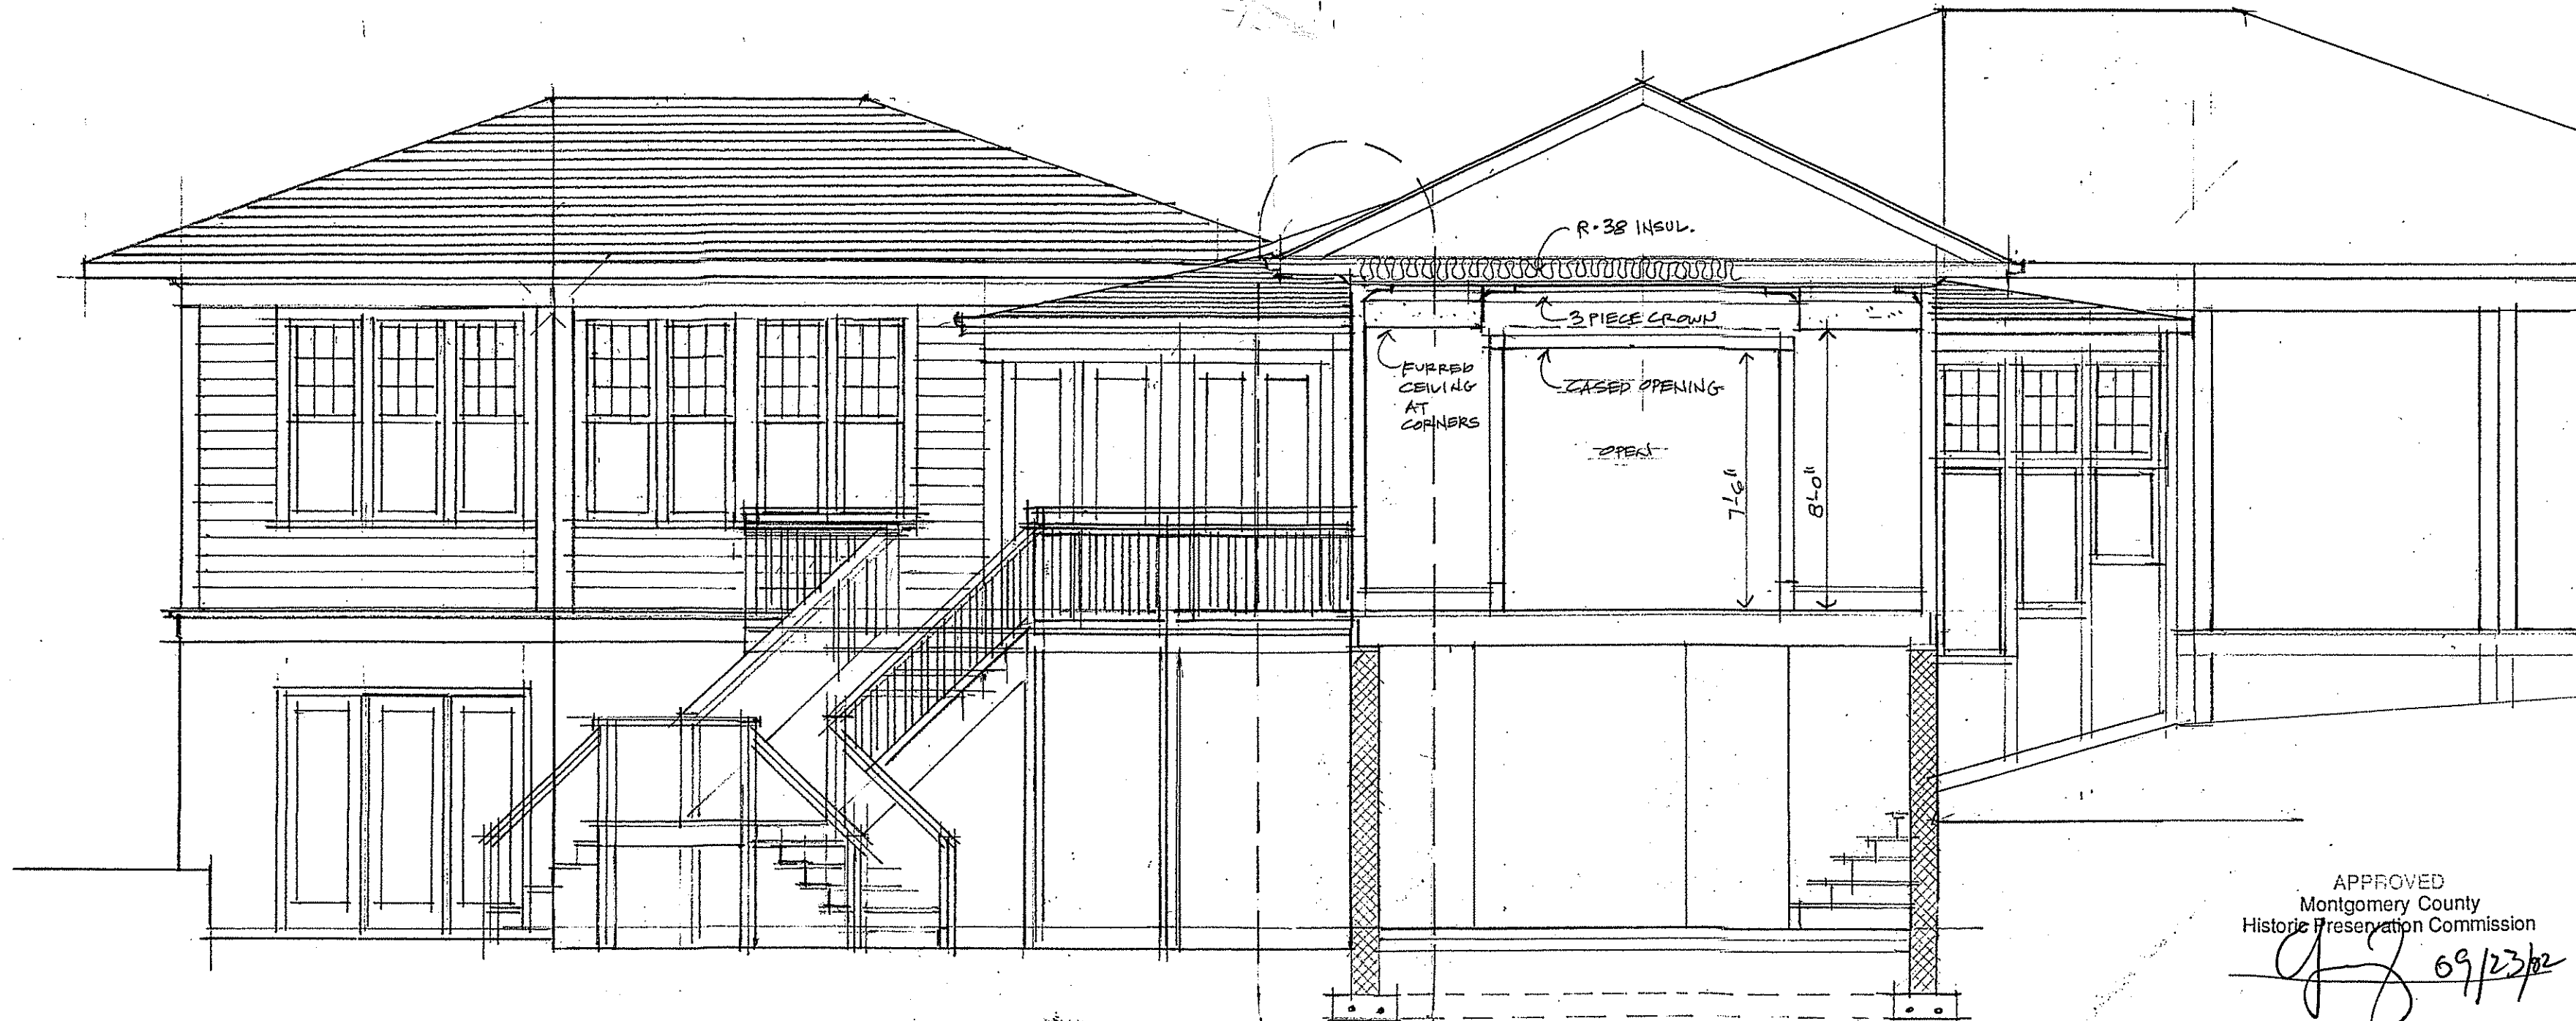 R-38 INSUL.
3 PIECE CROWN
FURRED
CEILING
AT
CORNERS
CASED OPENING
OPEN
7'-6"
8'-0"
APPROVED
Montgomery County
Historic Preservation Commission
09/23/02